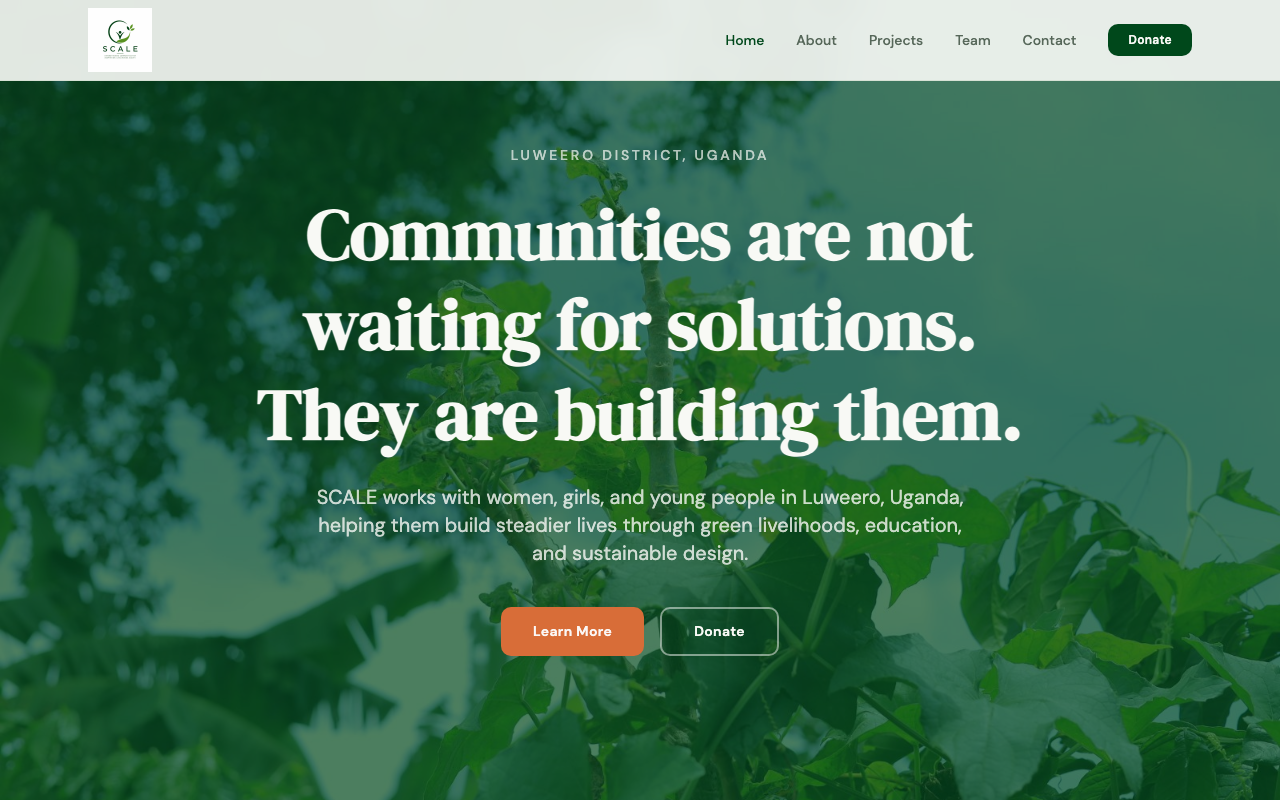 SCALE
Home
About
Projects
Team
Contact
Donate
LUWEERO DISTRICT, UGANDA
Communities are not
waiting for solutions.
They are building them.
SCALE works with women, girls, and young people in Luweero, Uganda,
helping them build steadier lives through green livelihoods, education,
and sustainable design.
Learn More
Donate